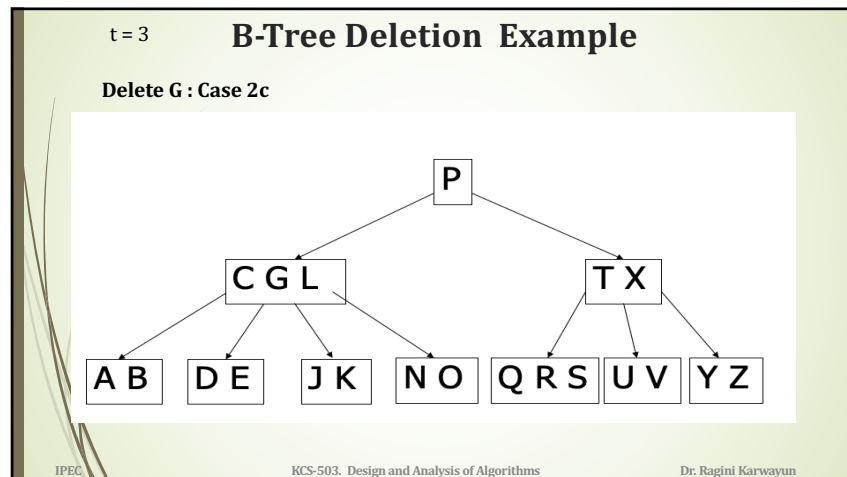 t = 3
B-Tree Deletion Example
Delete G : Case 2c
P
C G L
T X
A B
D E
J K
N O
Q R S
U V
Y Z
IPEC
KCS-503. Design and Analysis of Algorithms
Dr. Ragini Karwayun